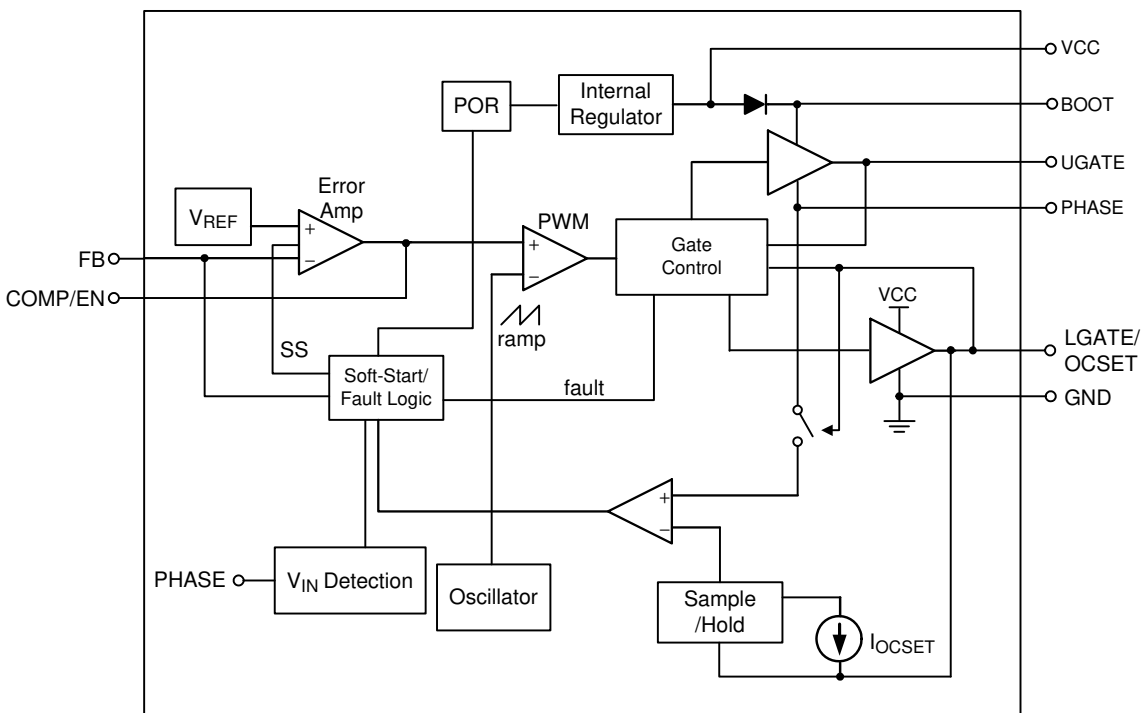 VCC
POR
Internal
Regulator
BOOT
UGATE
VREF
Error
Amp
+
−
PWM
+
−
PHASE
FB
Gate
Control
COMP/EN
ramp
VCC
LGATE/
OCSET
SS
Soft-Start/
Fault Logic
fault
GND
+
−
PHASE
VIN Detection
Oscillator
Sample
/Hold
IOCSET